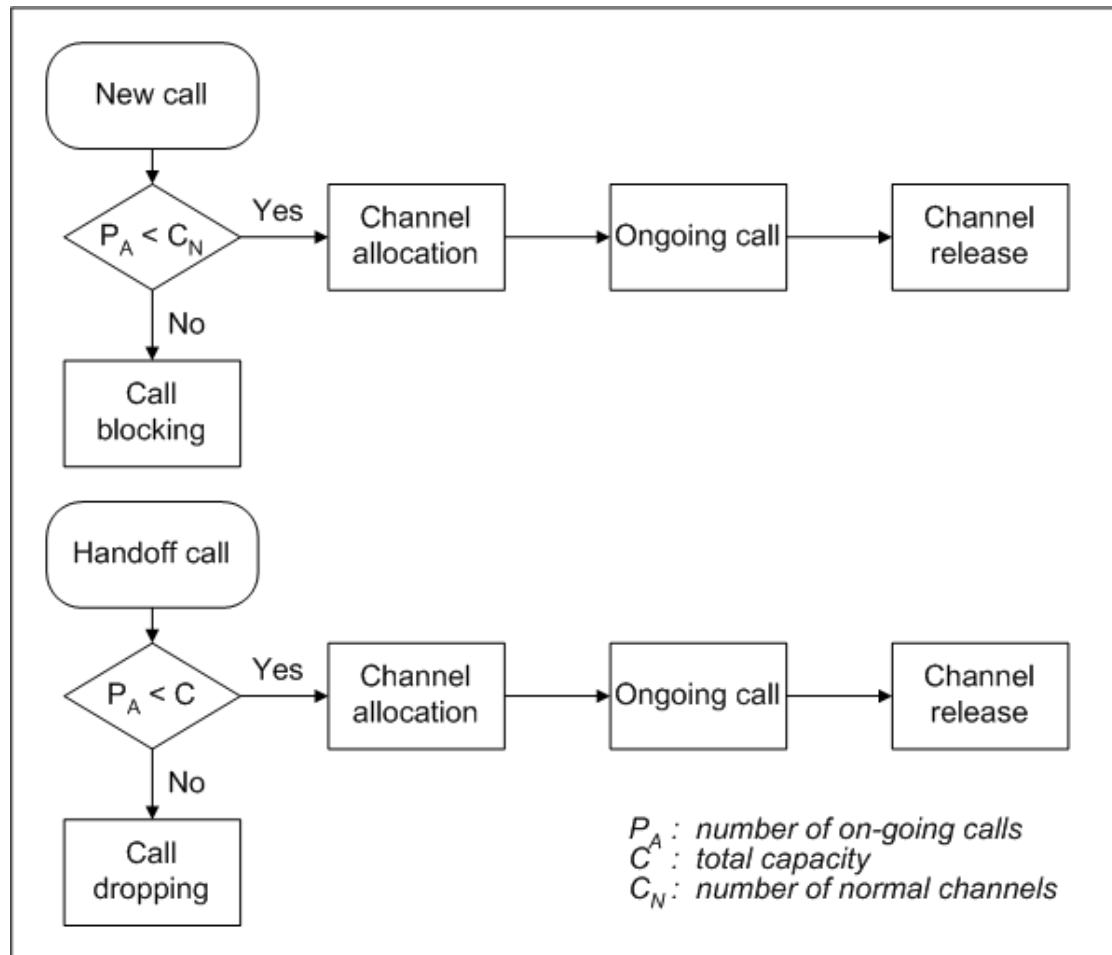 New call
P_A < C_N
Yes
Channel
allocation
Ongoing call
Channel
release
No
Call
blocking
Handoff call
P_A < C
Yes
Channel
allocation
Ongoing call
Channel
release
No
Call
dropping
P_A : number of on-going calls
C : total capacity
C_N : number of normal channels